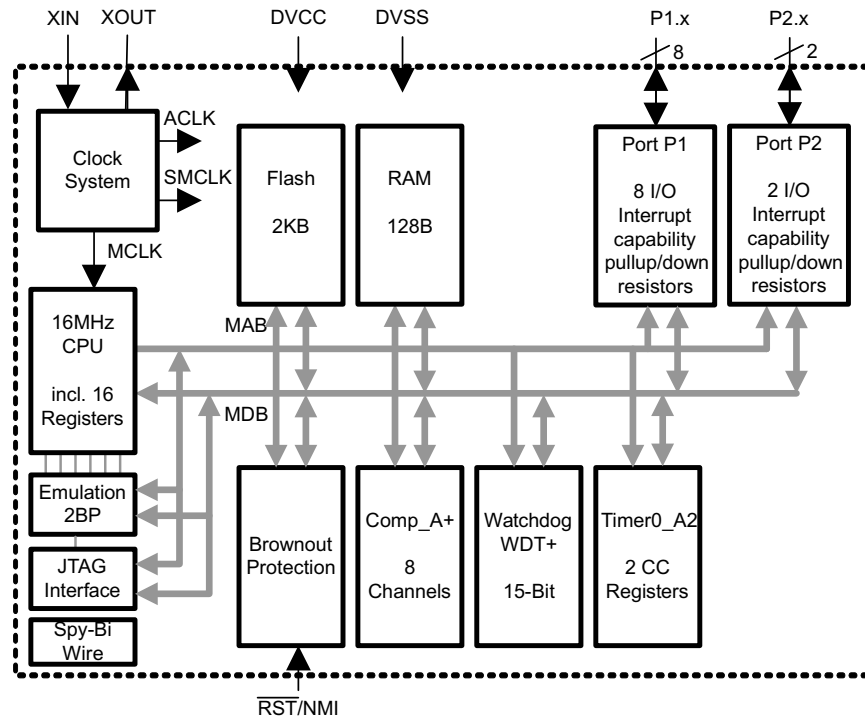 XIN
XOUT
DVCC
DVSS
P1.x
P2.x
8
2
ACLK
SMCLK
MCLK
Clock
System
Flash
2KB
RAM
128B
Port P1
8 I/O
Interrupt
capability
pullup/down
resistors
Port P2
2 I/O
Interrupt
capability
pullup/down
resistors
16MHz
CPU
incl. 16
Registers
MAB
MDB
Emulation
2BP
JTAG
Interface
Spy-Bi
Wire
Brownout
Protection
Comp_A+
8
Channels
Watchdog
WDT+
15-Bit
Timer0_A2
2 CC
Registers
RST/NMI